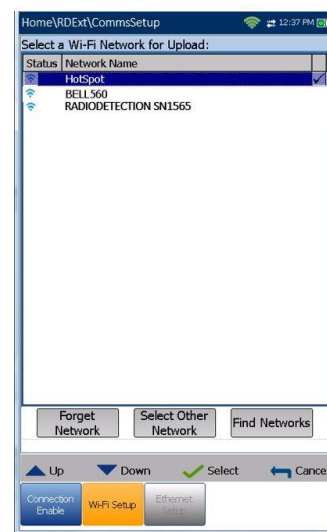 Home\RDExt\CommsSetup 12:37 PM
Select a Wi-Fi Network for Upload:
Status Network Name
HotSpot
BELL560
RADIODETECTION SN1565
Forget Network
Select Other Network
Find Networks
Up Down Select Cance
Connection Enable
Wi-Fi Setup
Ethernet Setup